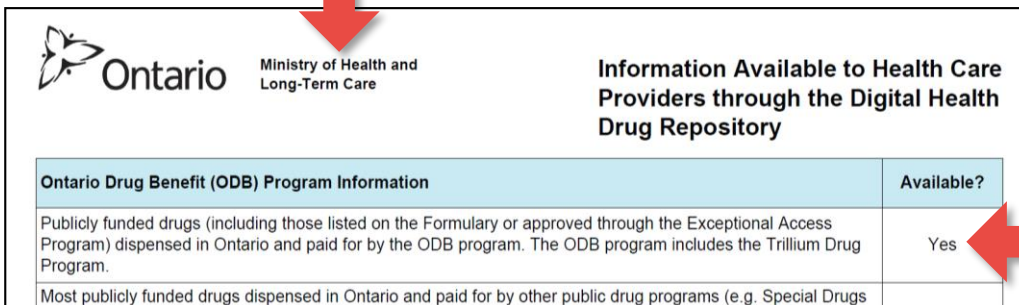 Ontario
Ministry of Health and
Long-Term Care
Information Available to Health Care
Providers through the Digital Health
Drug Repository
Ontario Drug Benefit (ODB) Program Information
Available?
Publicly funded drugs (including those listed on the Formulary or approved through the Exceptional Access
Program) dispensed in Ontario and paid for by the ODB program. The ODB program includes the Trillium Drug
Program.
Yes
Most publicly funded drugs dispensed in Ontario and paid for by other public drug programs (e.g. Special Drugs